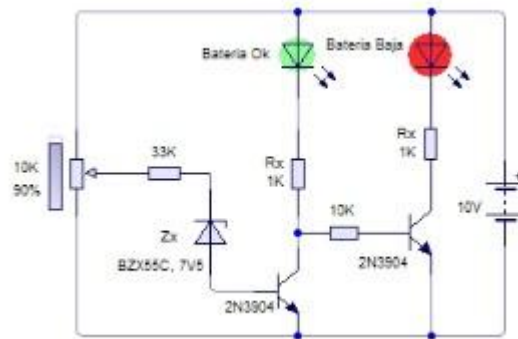 Bateria Ok
Bateria Baja
10K
90%
33K
Rx
1K
Rx
1K
Zx
BZX55C, 7V5
10K
2N3904
2N3904
10V
+